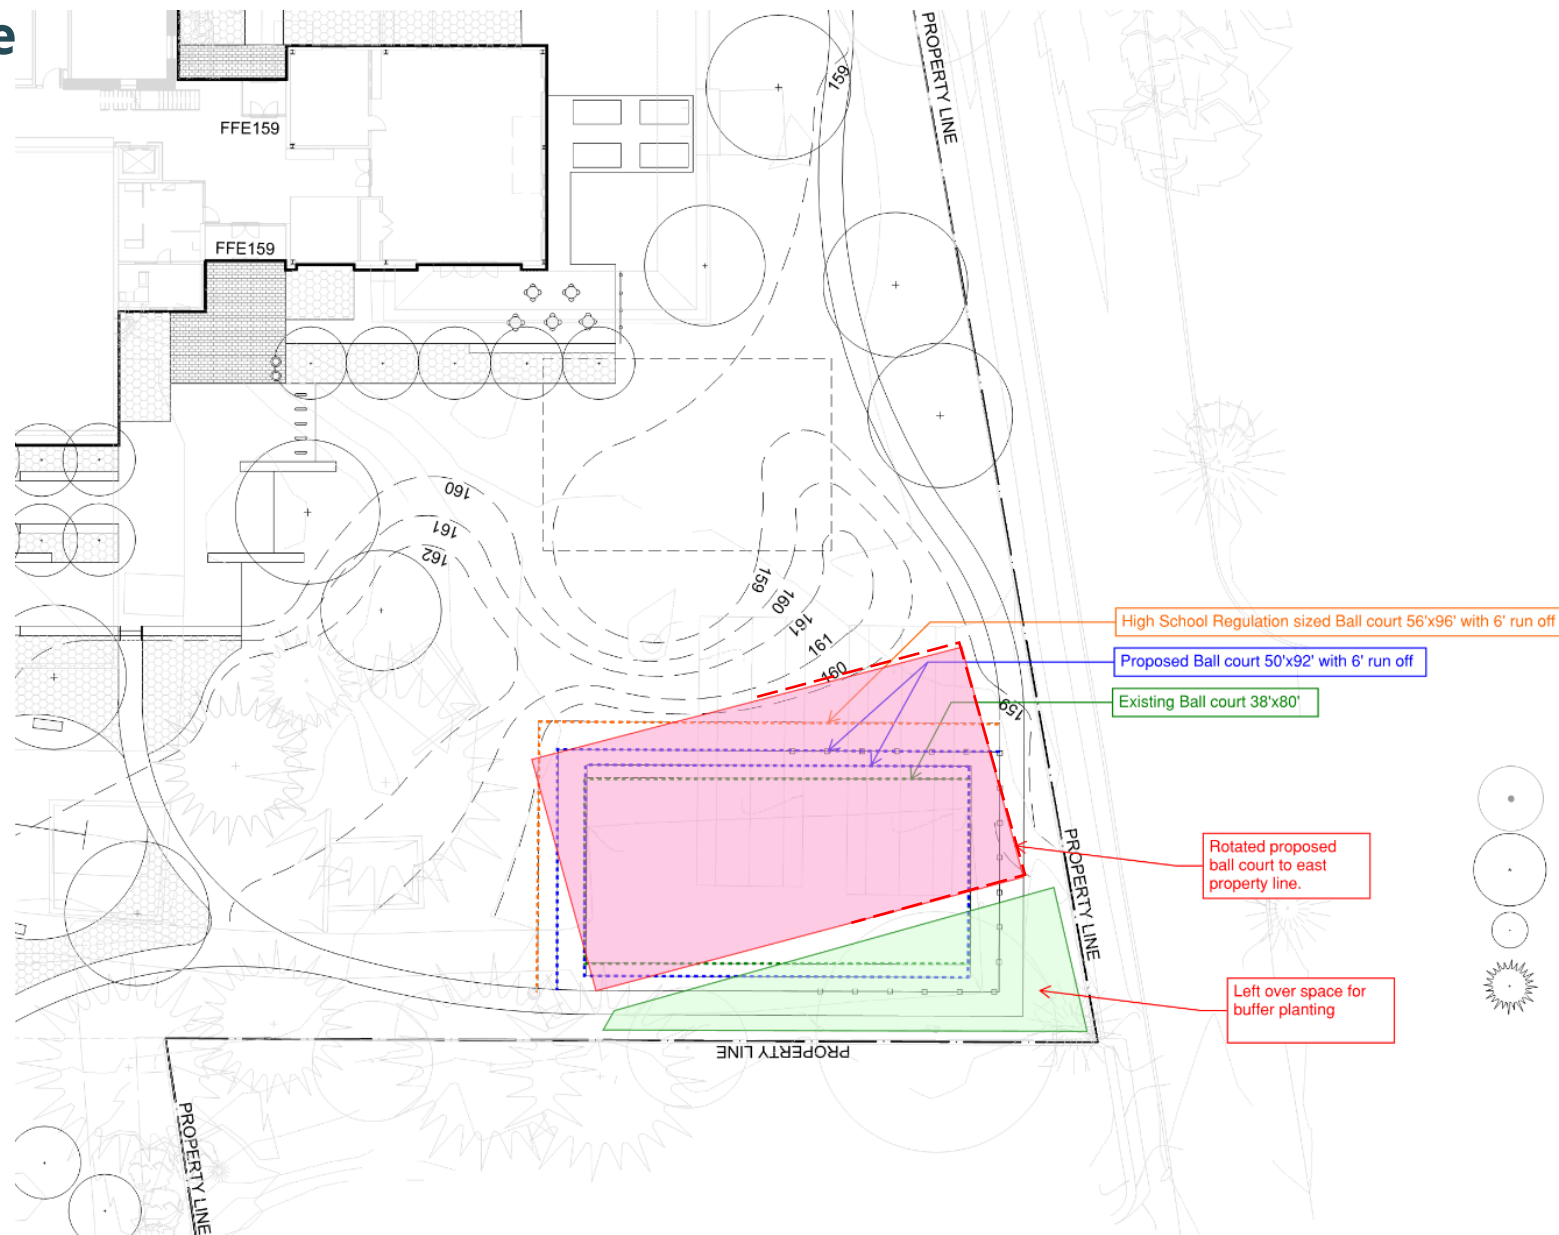 e
159
PROPERTY LINE
FFE159
FFE159
160
161
162
159
160
161
161
160
159
High School Regulation sized Ball court 56'x96' with 6' run off
Proposed Ball court 50'x92' with 6' run off
Existing Ball court 38'x80'
Rotated proposed
ball court to east
property line.
PROPERTY LINE
Left over space for
buffer planting
PROPERTY LINE
PROPERTY LINE